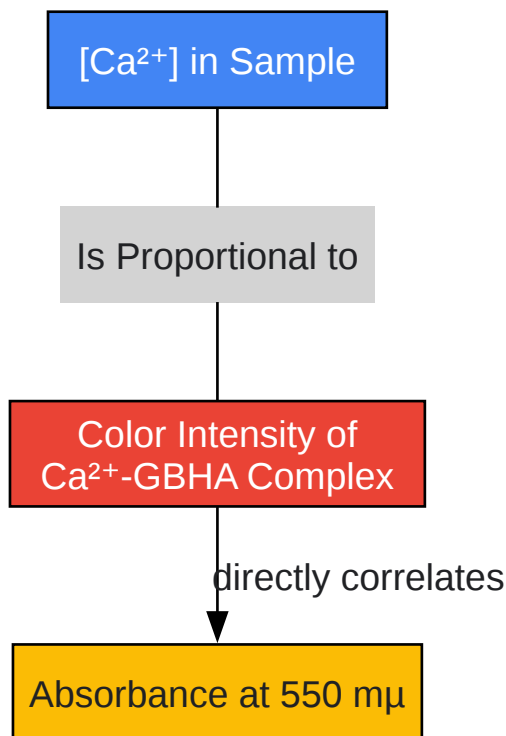 [Ca²⁺] in Sample
Is Proportional to
Color Intensity of
Ca²⁺-GBHA Complex
directly correlates
Absorbance at 550 mμ